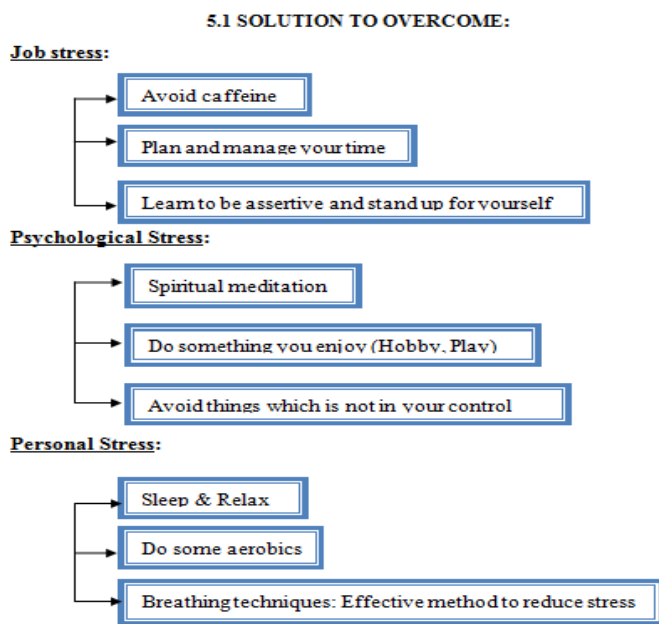 5.1 SOLUTION TO OVERCOME:
Job stress:
Avoid caffeine
Plan and manage your time
Learn to be assertive and stand up for yourself
Psychological Stress:
Spiritual meditation
Do something you enjoy (Hobby, Play)
Avoid things which is not in your control
Personal Stress:
Sleep & Relax
Do some aerobics
Breathing techniques: Effective method to reduce stress